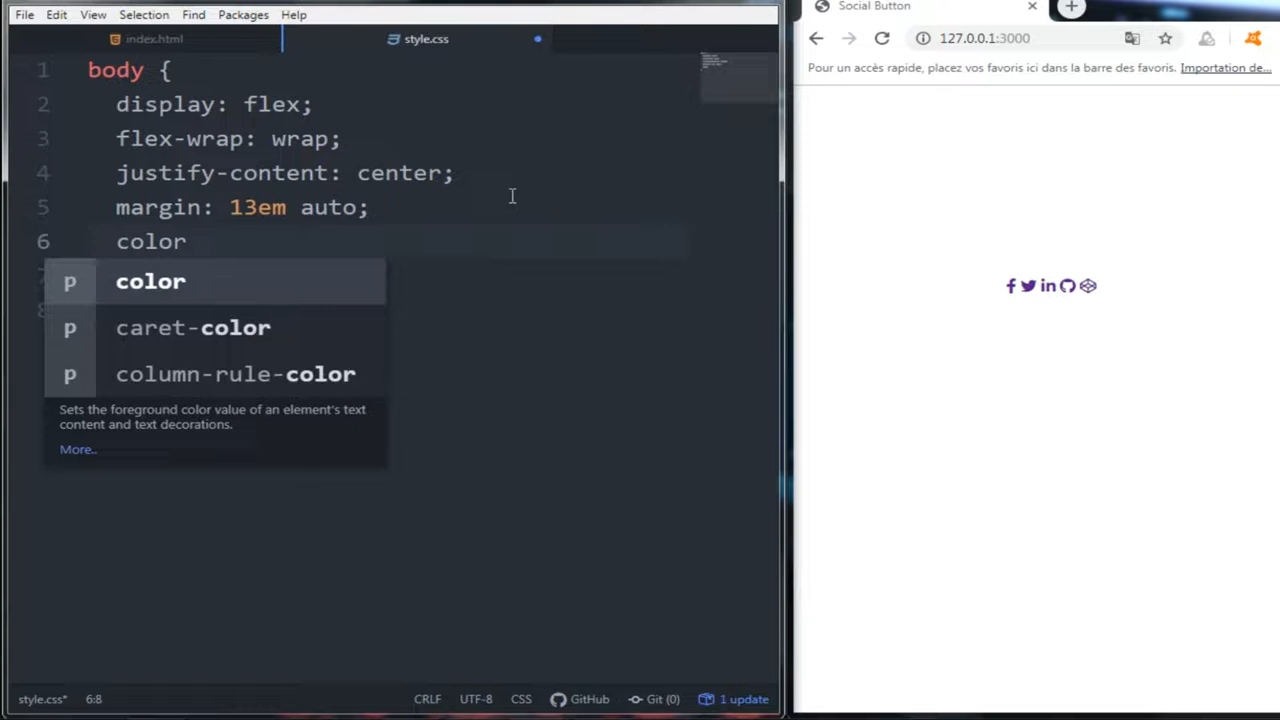 File Edit View Selection Find Packages Help
index.html
style.css
1 body {
2 display: flex;
3 flex-wrap: wrap;
4 justify-content: center;
5 margin: 13em auto;
6 color
p color
p caret-color
p column-rule-color
Sets the foreground color value of an element's text
content and text decorations.
More..
style.css* 6:8 CRLF UTF-8 CSS GitHub Git (0) 1 update
Social Button
127.0.0.1:3000
Pour un accès rapide, placez vos favoris ici dans la barre des favoris. Importation de...